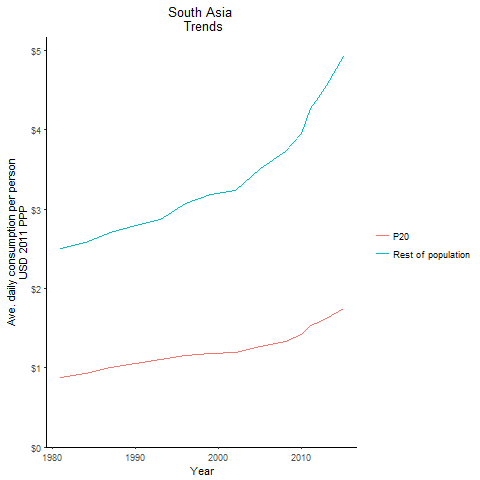 South Asia
Trends
Ave. daily consumption per person
USD 2011 PPP
$5
$4
$3
$2
$1
$0
1980
1990
2000
2010
Year
P20
Rest of population